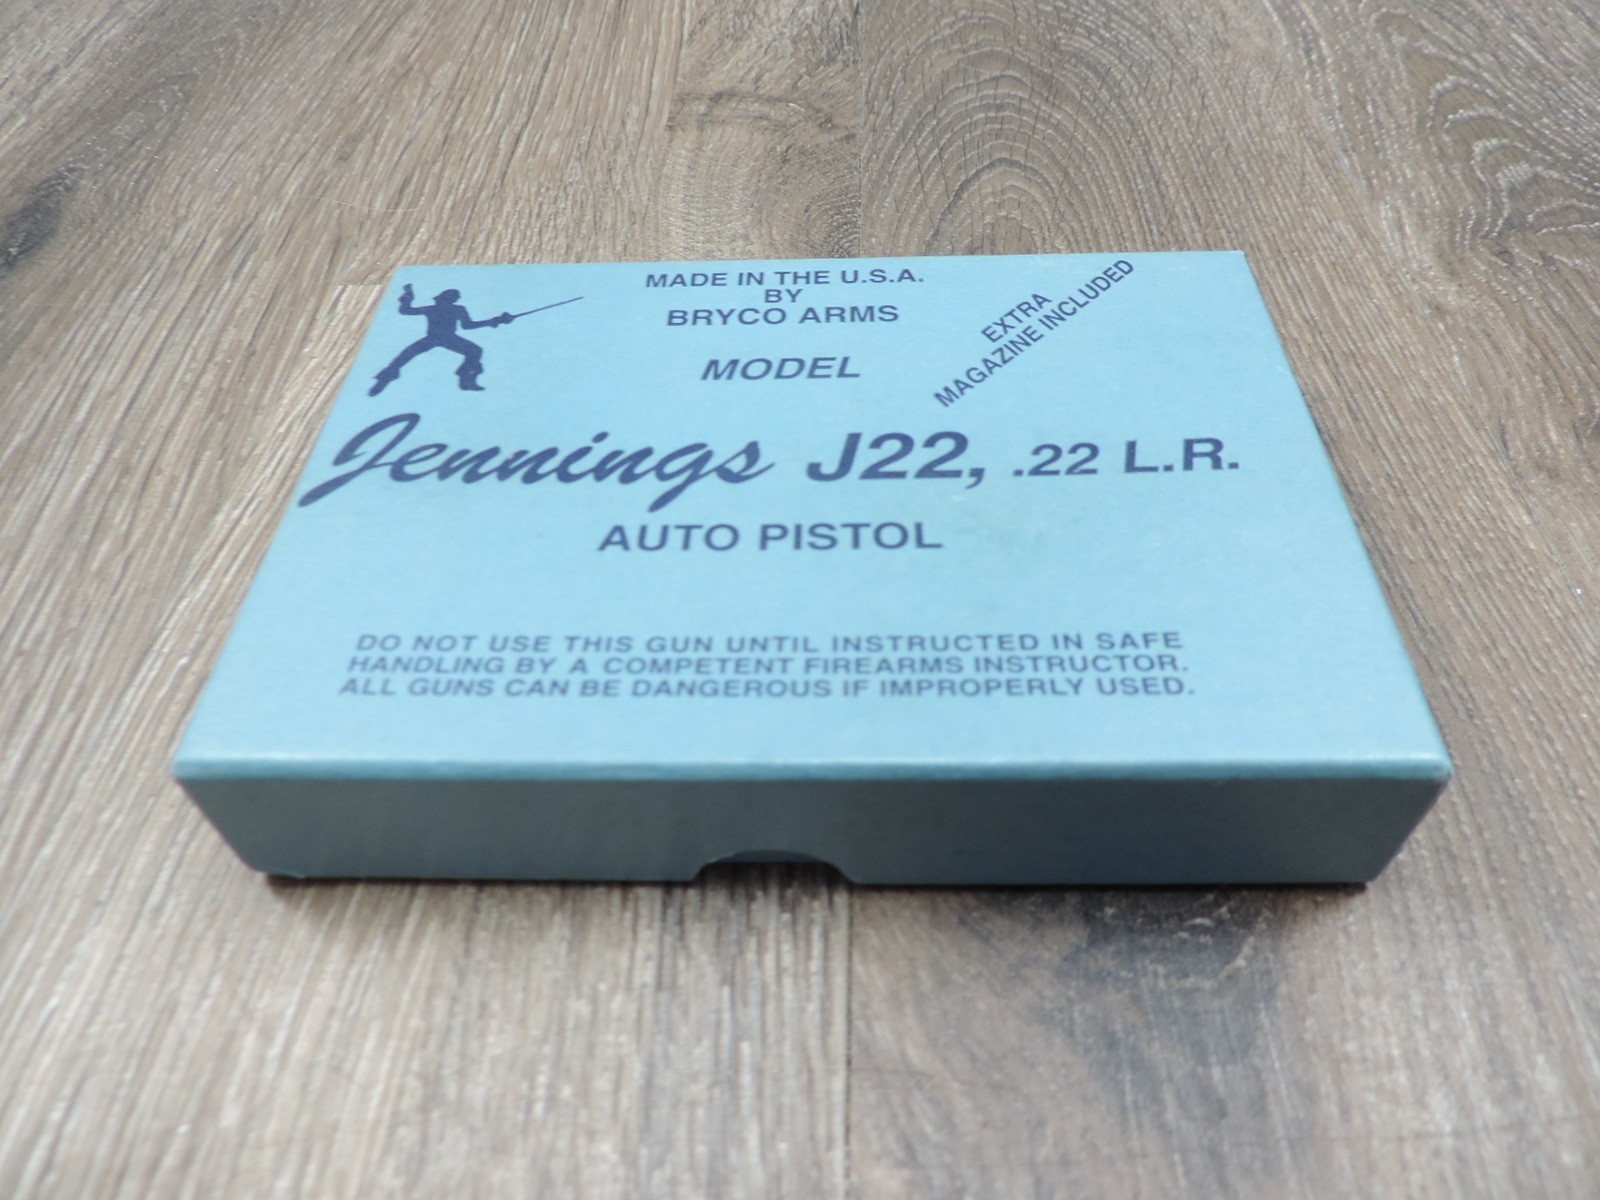 MADE IN THE U.S.A.
BY
BRYCO ARMS
EXTRA
MAGAZINE INCLUDED
MODEL
Jennings J22, .22 L.R.
AUTO PISTOL
DO NOT USE THIS GUN UNTIL INSTRUCTED IN SAFE
HANDLING BY A COMPETENT FIREARMS INSTRUCTOR.
ALL GUNS CAN BE DANGEROUS IF IMPROPERLY USED.